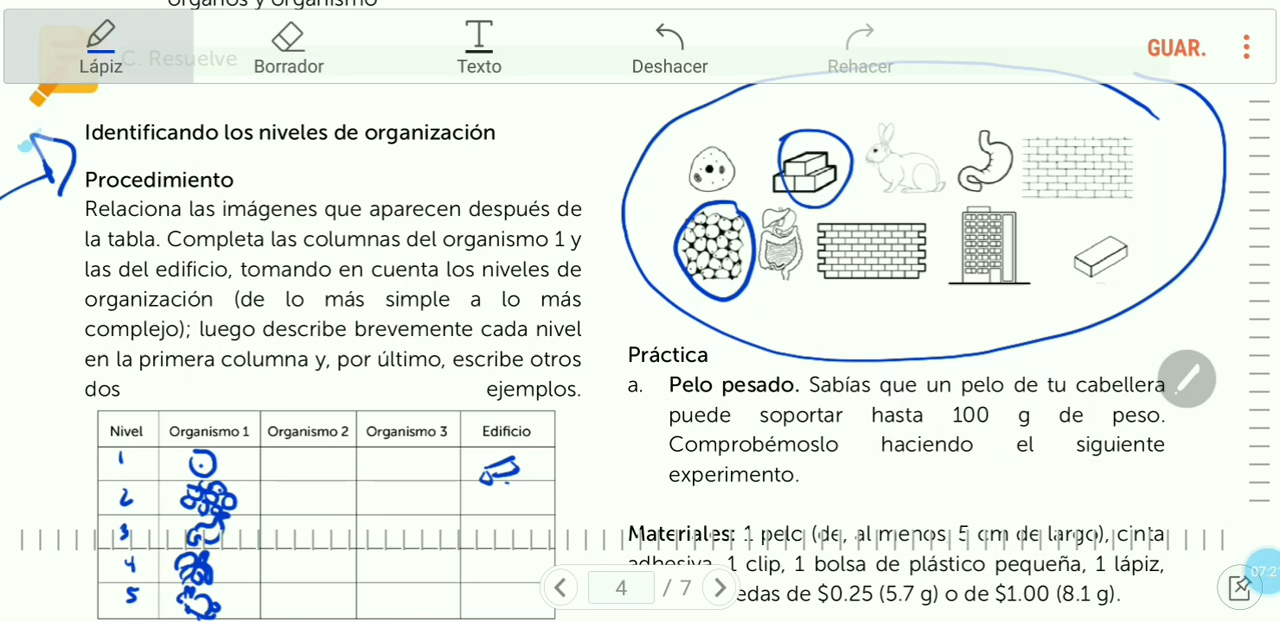 órganos y organismo
Lápiz
Borrador
Texto
Deshacer
Rehacer
GUAR.
C. Resuelve
Identificando los niveles de organización
Procedimiento
Relaciona las imágenes que aparecen después de
la tabla. Completa las columnas del organismo 1 y
las del edificio, tomando en cuenta los niveles de
organización (de lo más simple a lo más
complejo); luego describe brevemente cada nivel
en la primera columna y, por último, escribe otros
dos ejemplos.
Nivel Organismo 1 Organismo 2 Organismo 3 Edificio
1
2
3
4
5
Práctica
a. Pelo pesado. Sabías que un pelo de tu cabellera
puede soportar hasta 100 g de peso.
Comprobémoslo haciendo el siguiente
experimento.
Materiales: 1 pelo (de, al menos 5 cm de largo), cinta
adhesiva, 1 clip, 1 bolsa de plástico pequeña, 1 lápiz,
edas de $0.25 (5.7 g) o de $1.00 (8.1 g).
4 / 7
07:2